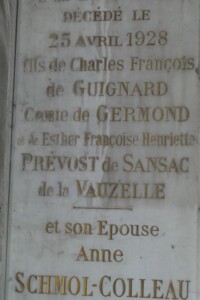 DÉCÉDÉ LE
25 AVRIL 1928
fils de Charles François
de GUIGNARD
Comte de GERMOND
et de Esther Françoise Henriette
PRÉVOST de SANSAC
de la VAUZELLE
et son Epouse
Anne
SCHMOL-COLLEAU